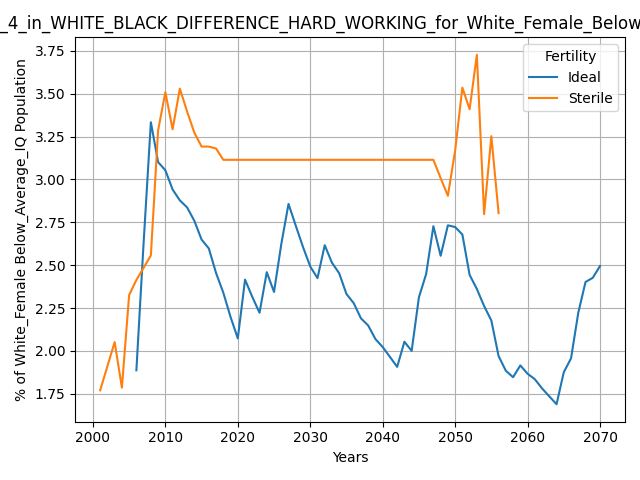 _4_in_WHITE_BLACK_DIFFERENCE_HARD_WORKING_for_White_Female_Below
% of White_Female Below_Average_IQ Population
3.75
3.50
3.25
3.00
2.75
2.50
2.25
2.00
1.75
Fertility
Ideal
Sterile
2000 2010 2020 2030 2040 2050 2060 2070
Years